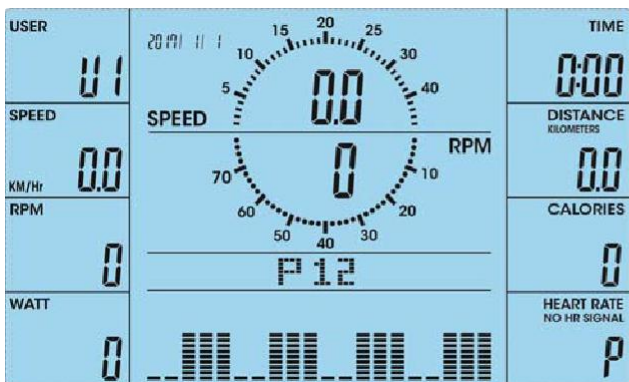 USER
U1
SPEED
KM/Hr 0.0
RPM
0
WATT
0
2017/ 1/ 1
5 10 15 20 25 30 40
SPEED
0.0
RPM
0
10 20 30 40 50 60 70
P12
TIME
0:00
DISTANCE
KILOMETERS
0.0
CALORIES
0
HEART RATE
NO HR SIGNAL
P